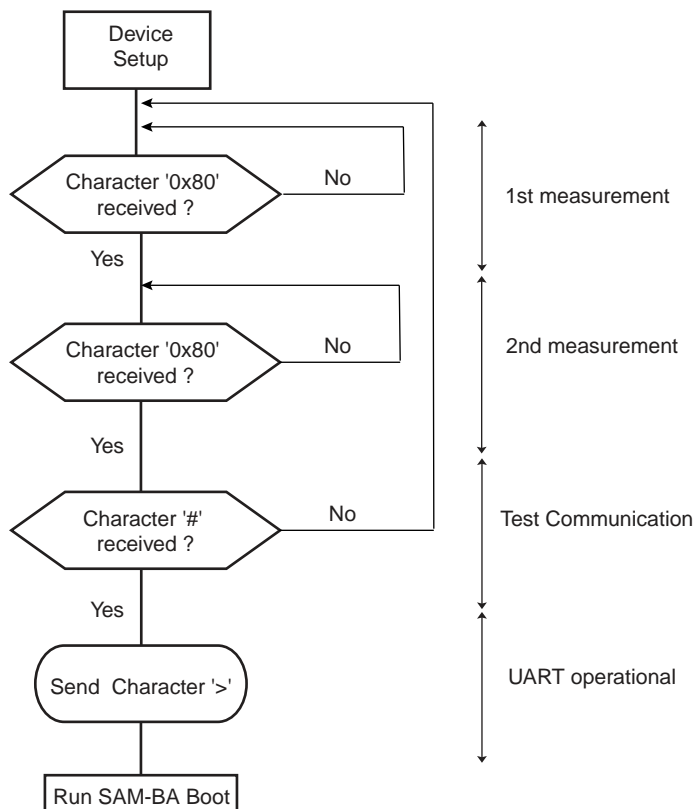 Device
Setup
Character '0x80'
received ?
No
1st measurement
Yes
Character '0x80'
received ?
No
2nd measurement
Yes
Character '#'
received ?
No
Test Communication
Yes
Send Character '>'
UART operational
Run SAM-BA Boot